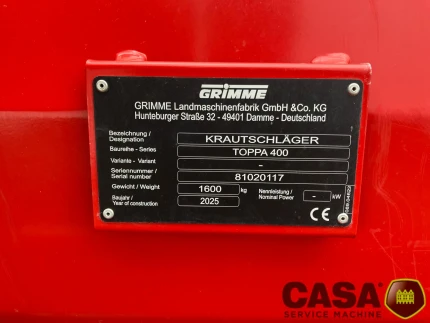 GRIMME
GRIMME Landmaschinenfabrik GmbH &Co. KG
Hunteburger Straße 32 - 49401 Damme - Deutschland
Bezeichnung / Designation KRAUTSCHLÄGER
Baureihe - Series TOPPA 400
Variante - Variant -
Seriennummer / Serial number 81020117
Gewicht / Weight 1600 kg Nennleistung / Nominal Power - kW
Baujahr / Year of construction 2025 CE
CASA
SERVICE MACHINE